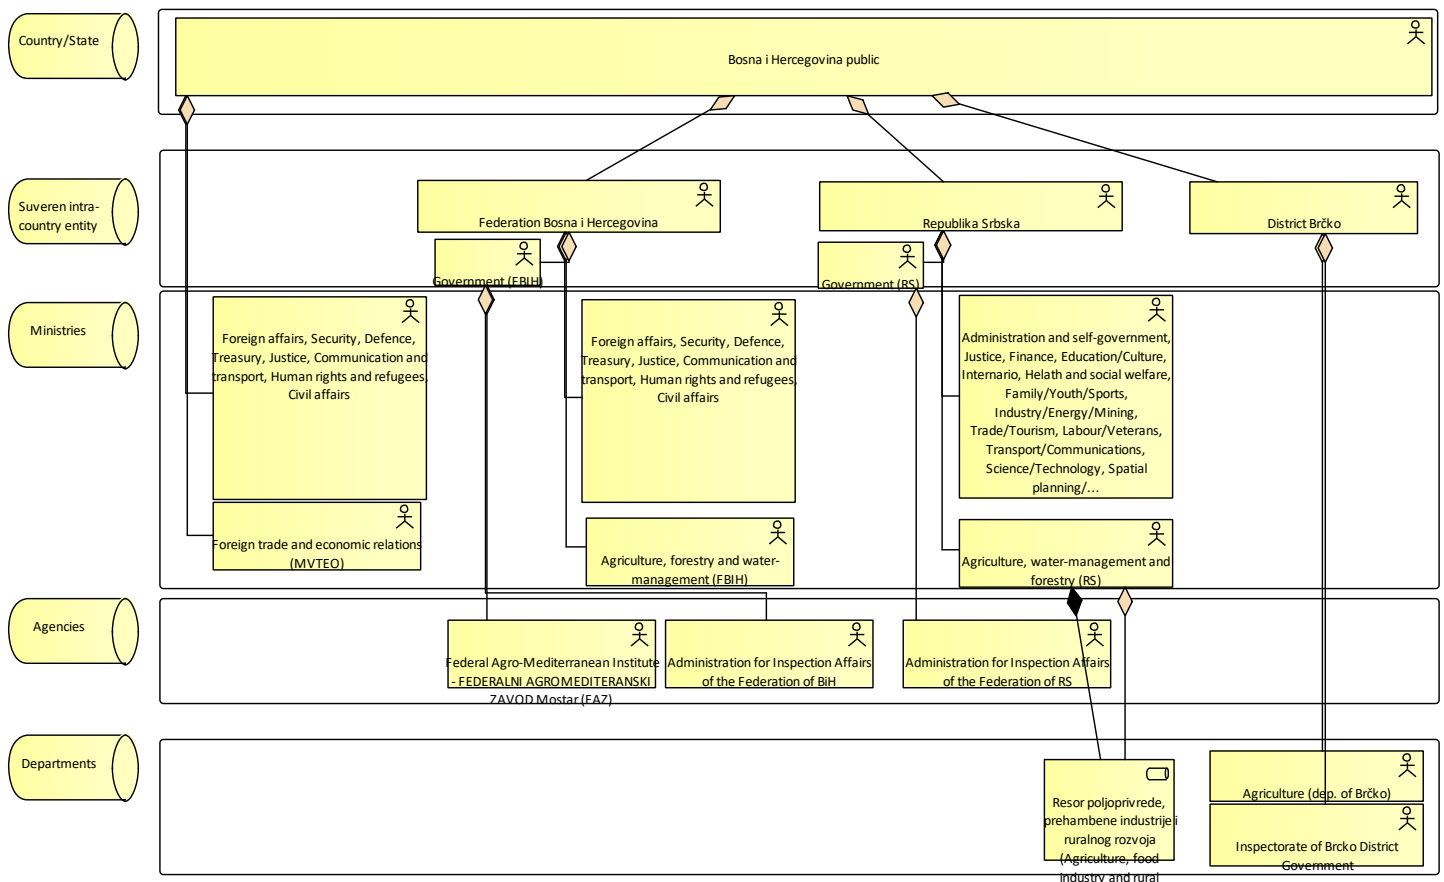 Country/State
Bosna i Hercegovina public
Suveren intra-
country entity
Federation Bosna i Hercegovina
Republika Srbska
District Brčko
Government (FBIH)
Government (RS)
Ministries
Foreign affairs, Security, Defence,
Treasury, Justice, Communication and
transport, Human rights and refugees,
Civil affairs
Foreign affairs, Security, Defence,
Treasury, Justice, Communication and
transport, Human rights and refugees,
Civil affairs
Administration and self-government,
Justice, Finance, Education/Culture,
Internario, Helath and social welfare,
Family/Youth/Sports,
Industry/Energy/Mining,
Trade/Tourism, Labour/Veterans,
Transport/Communications,
Science/Technology, Spatial
planning/...
Foreign trade and economic relations
(MVTEO)
Agriculture, forestry and water-
management (FBIH)
Agriculture, water-management and
forestry (RS)
Agencies
Federal Agro-Mediterranean Institute
- FEDERALNI AGROMEDITERANSKI
ZAVOD Mostar (FAZ)
Administration for Inspection Affairs
of the Federation of BiH
Administration for Inspection Affairs
of the Federation of RS
Departments
Resor poljoprivrede,
prehambene industrije i
ruralnog rozvoja
(Agriculture, food
industry and rural
Agriculture (dep. of Brčko)
Inspectorate of Brcko District
Government